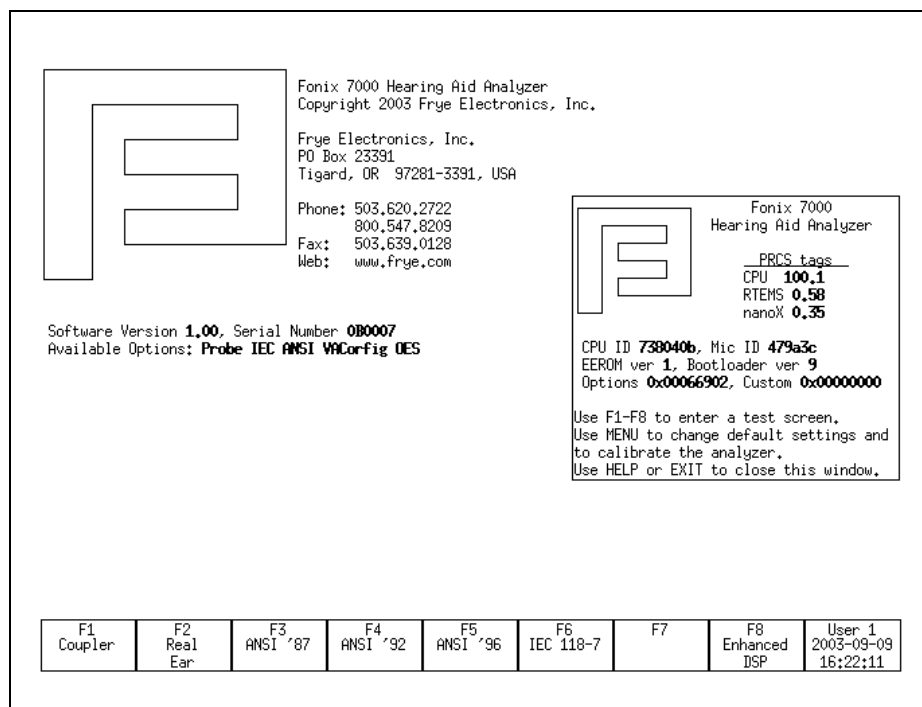 Fonix 7000 Hearing Aid Analyzer
Copyright 2003 Frye Electronics, Inc.
Frye Electronics, Inc.
PO Box 23391
Tigard, OR 97281-3391, USA
Phone: 503.620.2722
800.547.8209
Fax: 503.639.0128
Web: www.frye.com
Software Version 1.00, Serial Number 0B0007
Available Options: Probe IEC ANSI VACorfig OES
Fonix 7000
Hearing Aid Analyzer
PRCS tags
CPU 100.1
RTEMS 0.58
nanoX 0.35
CPU ID 738040b, Mic ID 479a3c
EEROM ver 1, Bootloader ver 9
Options 0x00066902, Custom 0x00000000
Use F1-F8 to enter a test screen.
Use MENU to change default settings and
to calibrate the analyzer.
Use HELP or EXIT to close this window.
F1
Coupler
F2
Real
Ear
F3
ANSI '87
F4
ANSI '92
F5
ANSI '96
F6
IEC 118-7
F7
F8
Enhanced
DSP
User 1
2003-09-09
16:22:11